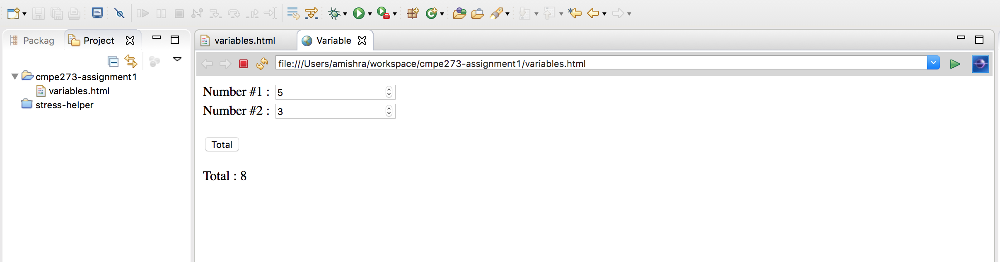 Packag
Project
cmpe273-assignment1
variables.html
stress-helper
variables.html
Variable
file:///Users/amishra/workspace/cmpe273-assignment1/variables.html
Number #1 : 5
Number #2 : 3
Total
Total : 8